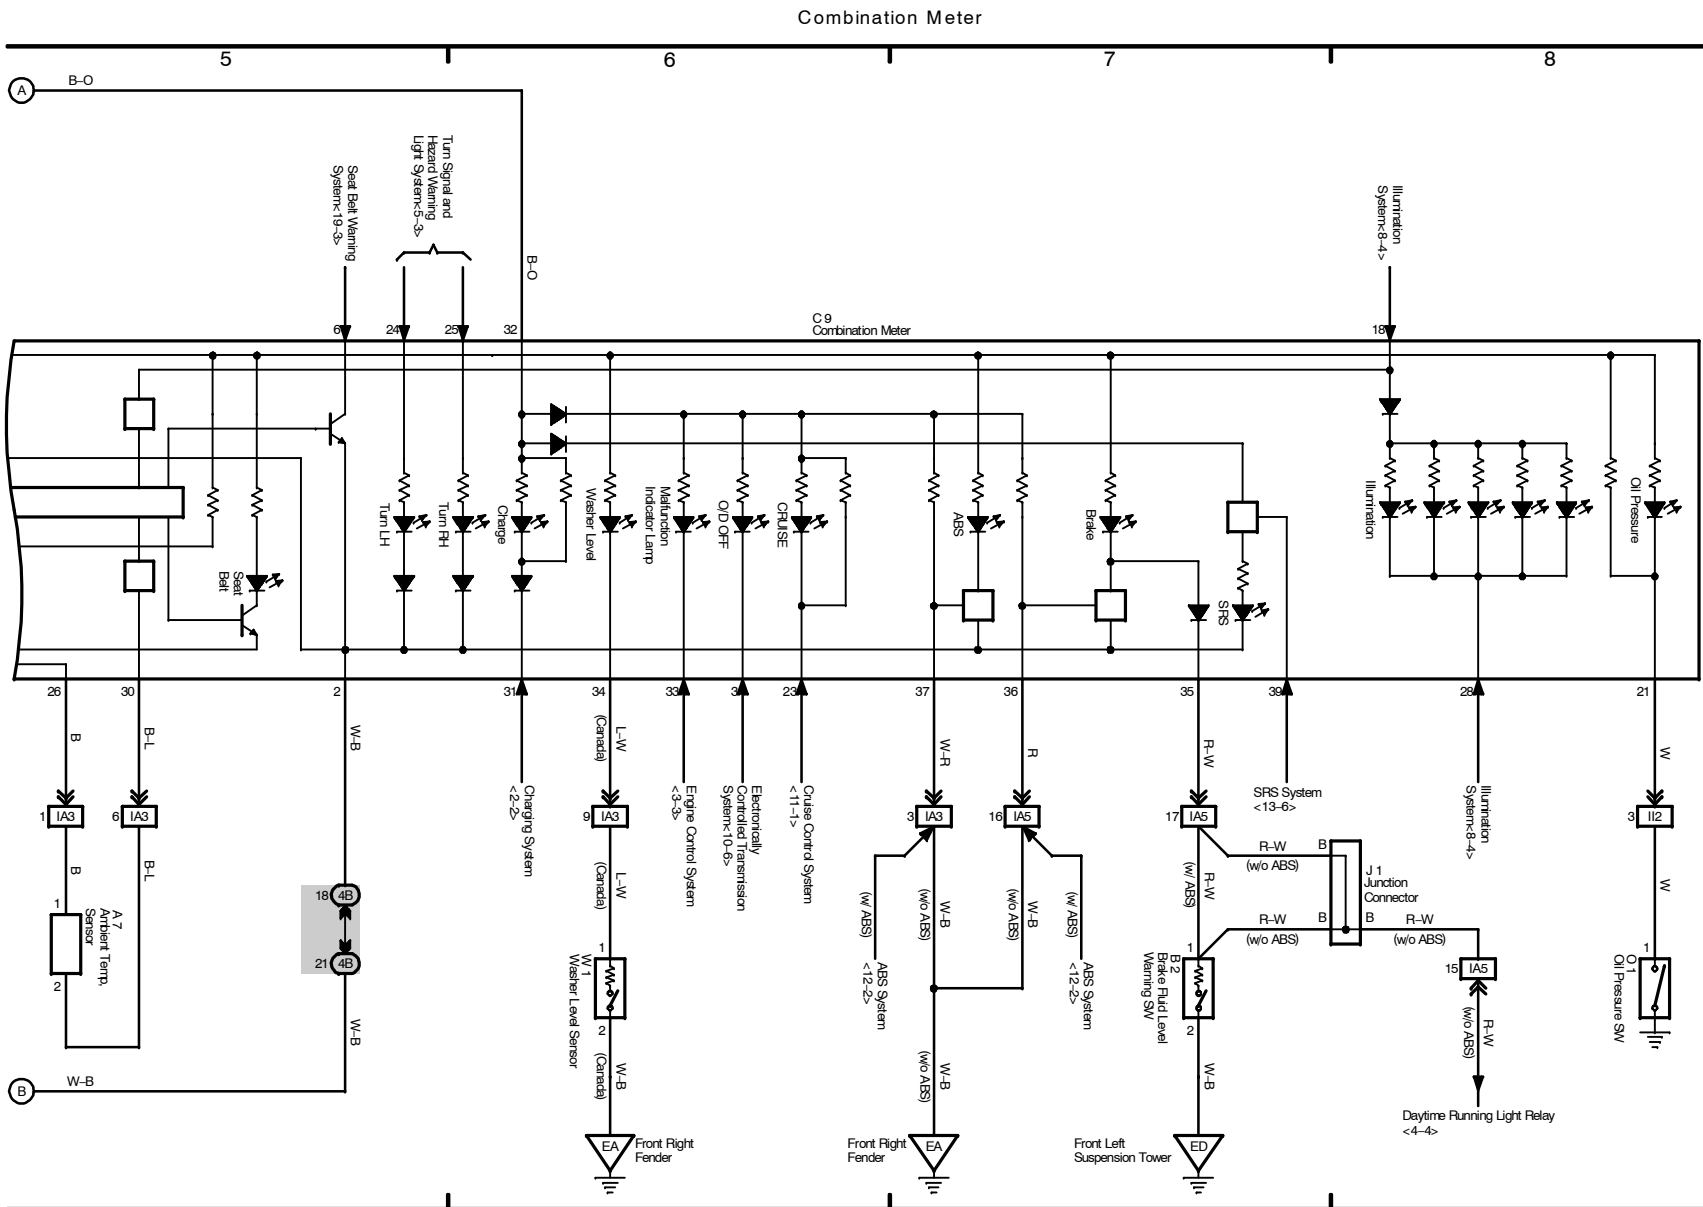 Combination Meter
5
6
7
8
A
B–O
Seat Belt Warning
System<19–3>
Turn Signal and
Hazard Warning
Light System<5–3>
B–O
Illumination
System<8–4>
6
24
25
32
C 9
Combination Meter
18
Seat
Belt
Turn LH
Turn RH
Charge
Washer Level
Malfunction
Indicator Lamp
O/D OFF
CRUISE
ABS
Brake
SRS
Illumination
Oil Pressure
26
30
2
31
34
33
3
23
37
36
35
39
28
21
B
B–L
W–B
L–W
(Canada)
W–R
R
R–W
W
Charging System
<2–2>
Engine Control System
<3–3>
Electronically
Controlled Transmission
System<10–6>
Cruise Control System
<11–1>
SRS System
<13–6>
Illumination
System<8–4>
1 IA3
6 IA3
9 IA3
3 IA3
16 IA5
17 IA5
3 II2
B
B–L
L–W
(Canada)
(w/ ABS)
W–B
(w/o ABS)
W–B
(w/o ABS)
(w/ ABS)
R–W
(w/ ABS)
R–W
(w/o ABS)
B
J 1
Junction
Connector
R–W
(w/o ABS)
B
B
R–W
(w/o ABS)
W
18 4B
21 4B
1
A 7
Ambient Temp,
Sensor
2
1
W 1
Washer Level Sensor
2
ABS System
<12–2>
ABS System
<12–2>
1
B 2
Brake Fluid Level
Warning SW
2
15 IA5
1
O 1
Oil Pressure SW
W–B
W–B
(Canada)
W–B
(w/o ABS)
W–B
R–W
(w/o ABS)
B
W–B
Daytime Running Light Relay
<4–4>
EA
Front Right
Fender
Front Right
Fender
EA
Front Left
Suspension Tower
ED